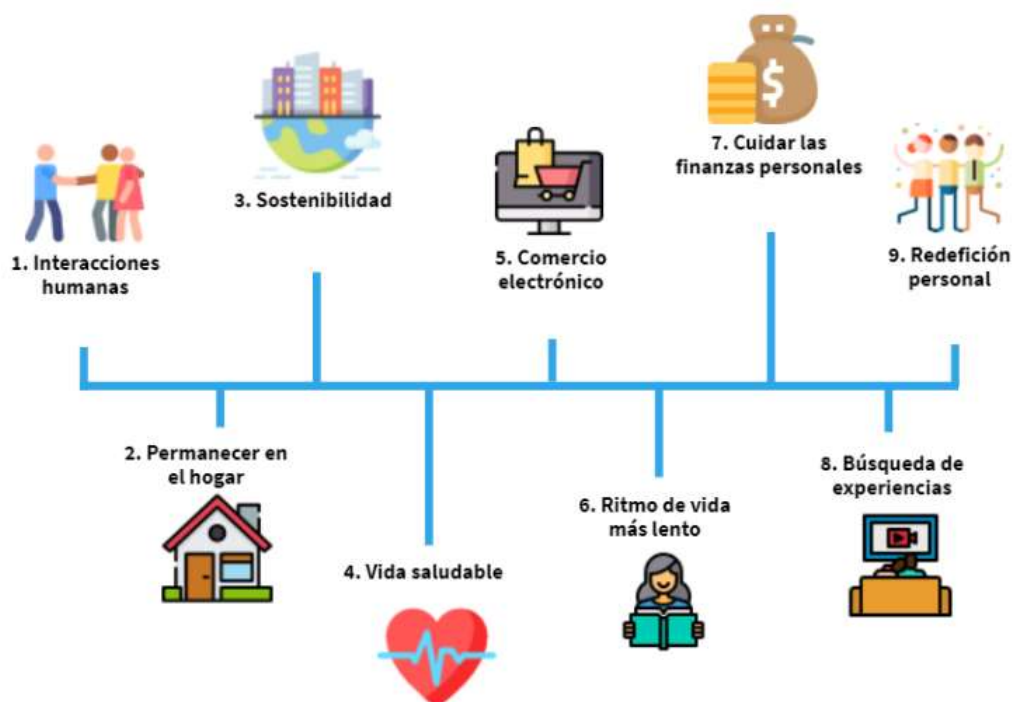 1. Interacciones
humanas
2. Permanecer en
el hogar
3. Sostenibilidad
4. Vida saludable
5. Comercio
electrónico
6. Ritmo de vida
más lento
$
7. Cuidar las
finanzas personales
8. Búsqueda de
experiencias
9. Redefición
personal